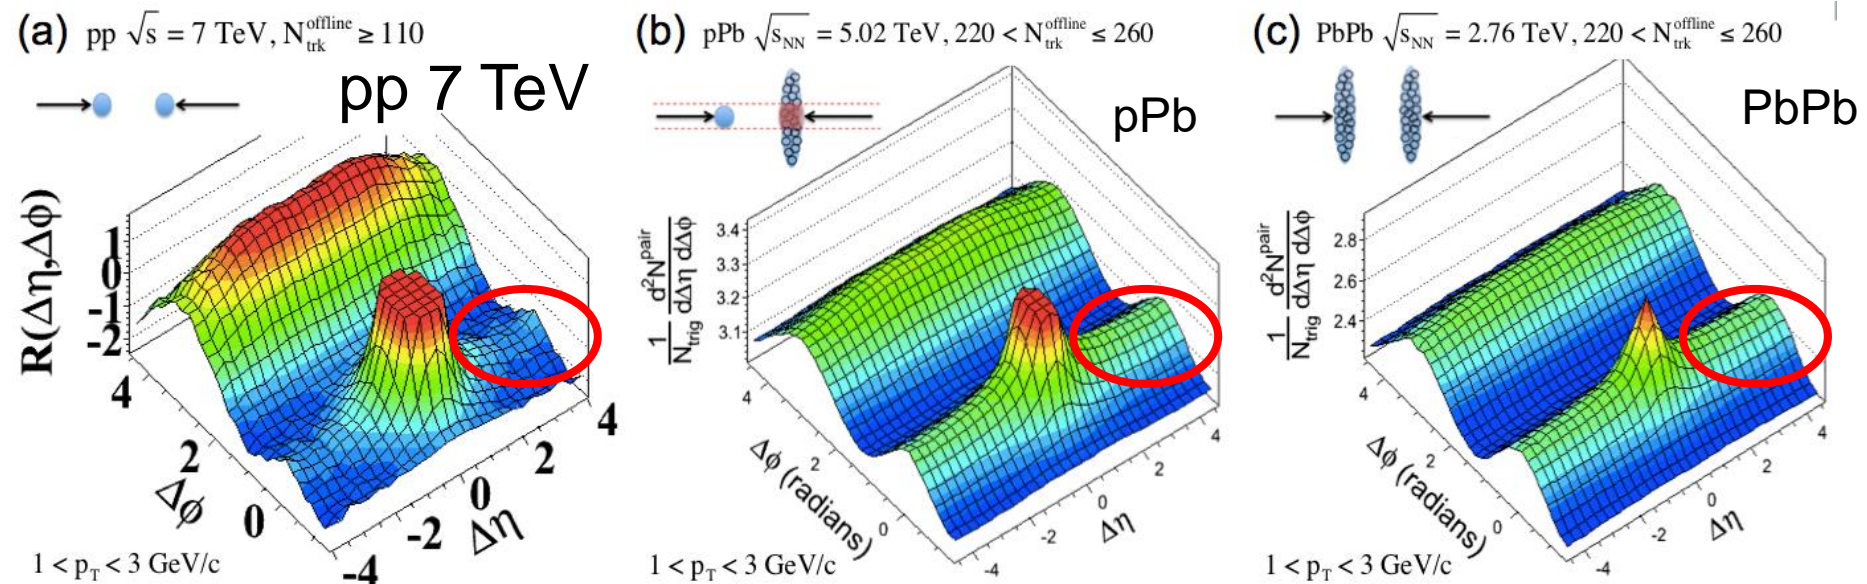 (a) pp √s = 7 TeV, N_trk^offline ≥ 110
pp 7 TeV
R(Δη,Δϕ)
1
0
-1
-2
4
2
0
Δϕ
-4
-2
0
2
4
Δη
1 < p_T < 3 GeV/c
(b) pPb √s_NN = 5.02 TeV, 220 < N_trk^offline ≤ 260
pPb
1/N_trig d²N^pair/dΔη dΔϕ
3.4
3.3
3.2
3.1
4
2
0
Δϕ (radians)
-4
-2
0
2
4
Δη
1 < p_T < 3 GeV/c
(c) PbPb √s_NN = 2.76 TeV, 220 < N_trk^offline ≤ 260
PbPb
1/N_trig d²N^pair/dΔη dΔϕ
2.8
2.6
2.4
4
2
0
Δϕ (radians)
-4
-2
0
2
4
Δη
1 < p_T < 3 GeV/c